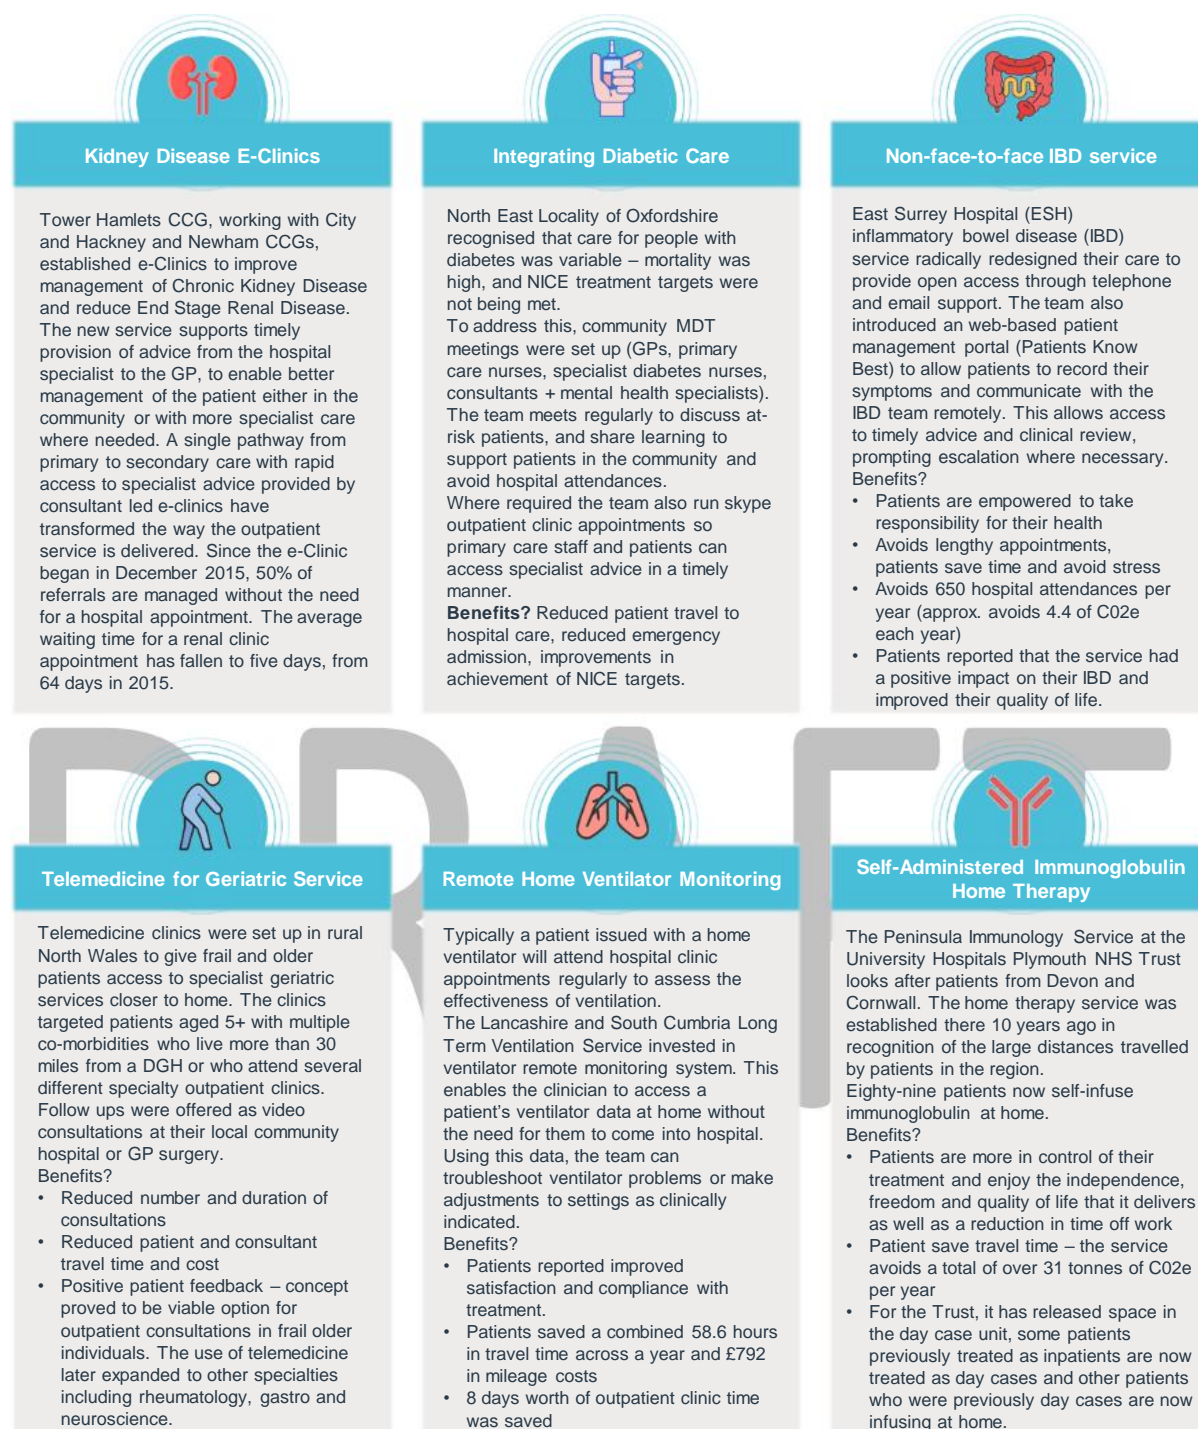 Kidney Disease E-Clinics
Tower Hamlets CCG, working with City
and Hackney and Newham CCGs,
established e-Clinics to improve
management of Chronic Kidney Disease
and reduce End Stage Renal Disease.
The new service supports timely
provision of advice from the hospital
specialist to the GP, to enable better
management of the patient either in the
community or with more specialist care
where needed. A single pathway from
primary to secondary care with rapid
access to specialist advice provided by
consultant led e-clinics have
transformed the way the outpatient
service is delivered. Since the e-Clinic
began in December 2015, 50% of
referrals are managed without the need
for a hospital appointment. The average
waiting time for a renal clinic
appointment has fallen to five days, from
64 days in 2015.
Integrating Diabetic Care
North East Locality of Oxfordshire
recognised that care for people with
diabetes was variable – mortality was
high, and NICE treatment targets were
not being met.
To address this, community MDT
meetings were set up (GPs, primary
care nurses, specialist diabetes nurses,
consultants + mental health specialists).
The team meets regularly to discuss at-
risk patients, and share learning to
support patients in the community and
avoid hospital attendances.
Where required the team also run skype
outpatient clinic appointments so
primary care staff and patients can
access specialist advice in a timely
manner.
Benefits? Reduced patient travel to
hospital care, reduced emergency
admission, improvements in
achievement of NICE targets.
Non-face-to-face IBD service
East Surrey Hospital (ESH)
inflammatory bowel disease (IBD)
service radically redesigned their care to
provide open access through telephone
and email support. The team also
introduced an web-based patient
management portal (Patients Know
Best) to allow patients to record their
symptoms and communicate with the
IBD team remotely. This allows access
to timely advice and clinical review,
prompting escalation where necessary.
Benefits?
• Patients are empowered to take
responsibility for their health
• Avoids lengthy appointments,
patients save time and avoid stress
• Avoids 650 hospital attendances per
year (approx. avoids 4.4 of C02e
each year)
• Patients reported that the service had
a positive impact on their IBD and
improved their quality of life.
DRAFT
Telemedicine for Geriatric Service
Telemedicine clinics were set up in rural
North Wales to give frail and older
patients access to specialist geriatric
services closer to home. The clinics
targeted patients aged 5+ with multiple
co-morbidities who live more than 30
miles from a DGH or who attend several
different specialty outpatient clinics.
Follow ups were offered as video
consultations at their local community
hospital or GP surgery.
Benefits?
• Reduced number and duration of
consultations
• Reduced patient and consultant
travel time and cost
• Positive patient feedback – concept
proved to be viable option for
outpatient consultations in frail older
individuals. The use of telemedicine
later expanded to other specialties
including rheumatology, gastro and
neuroscience.
Remote Home Ventilator Monitoring
Typically a patient issued with a home
ventilator will attend hospital clinic
appointments regularly to assess the
effectiveness of ventilation.
The Lancashire and South Cumbria Long
Term Ventilation Service invested in
ventilator remote monitoring system. This
enables the clinician to access a
patient's ventilator data at home without
the need for them to come into hospital.
Using this data, the team can
troubleshoot ventilator problems or make
adjustments to settings as clinically
indicated.
Benefits?
• Patients reported improved
satisfaction and compliance with
treatment.
• Patients saved a combined 58.6 hours
in travel time across a year and £792
in mileage costs
• 8 days worth of outpatient clinic time
was saved
Self-Administered Immunoglobulin
Home Therapy
The Peninsula Immunology Service at the
University Hospitals Plymouth NHS Trust
looks after patients from Devon and
Cornwall. The home therapy service was
established there 10 years ago in
recognition of the large distances travelled
by patients in the region.
Eighty-nine patients now self-infuse
immunoglobulin at home.
Benefits?
• Patients are more in control of their
treatment and enjoy the independence,
freedom and quality of life that it delivers
as well as a reduction in time off work
• Patient save travel time – the service
avoids a total of over 31 tonnes of C02e
per year
• For the Trust, it has released space in
the day case unit, some patients
previously treated as inpatients are now
treated as day cases and other patients
who were previously day cases are now
infusing at home.